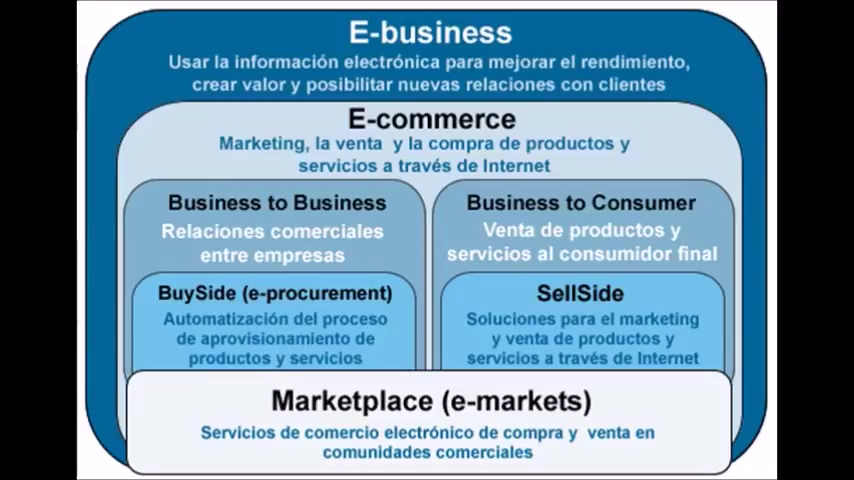 E-business
Usar la información electrónica para mejorar el rendimiento,
crear valor y posibilitar nuevas relaciones con clientes
E-commerce
Marketing, la venta y la compra de productos y
servicios a través de Internet
Business to Business
Relaciones comerciales
entre empresas
Business to Consumer
Venta de productos y
servicios al consumidor final
BuySide (e-procurement)
Automatización del proceso
de aprovisionamiento de
productos y servicios
SellSide
Soluciones para el marketing
y venta de productos y
servicios a través de Internet
Marketplace (e-markets)
Servicios de comercio electrónico de compra y venta en
comunidades comerciales